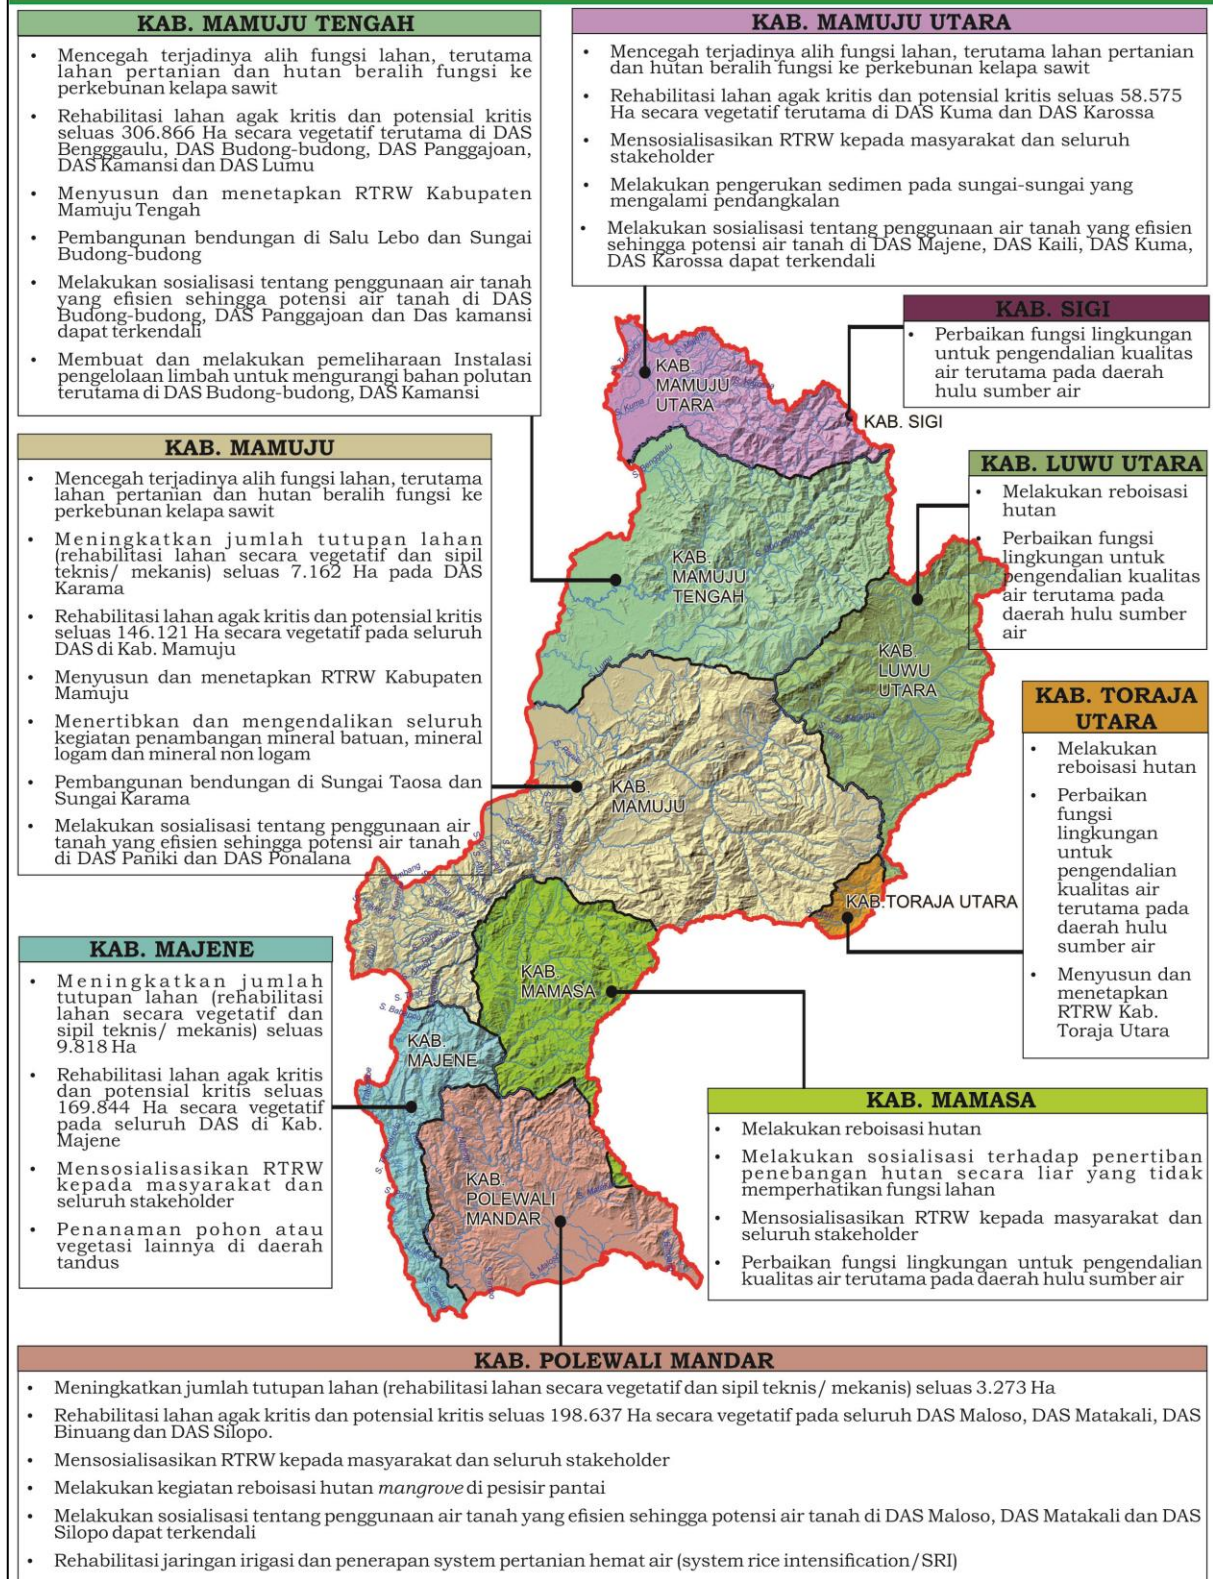 KAB. MAMUJU TENGAH
• Mencegah terjadinya alih fungsi lahan, terutama
lahan pertanian dan hutan beralih fungsi ke
perkebunan kelapa sawit
• Rehabilitasi lahan agak kritis dan potensial kritis
seluas 306.866 Ha secara vegetatif terutama di DAS
Bengggaulu, DAS Budong-budong, DAS Panggajoan,
DAS Kamansi dan DAS Lumu
• Menyusun dan menetapkan RTRW Kabupaten
Mamuju Tengah
• Pembangunan bendungan di Salu Lebo dan Sungai
Budong-budong
• Melakukan sosialisasi tentang penggunaan air tanah
yang efisien sehingga potensi air tanah di DAS
Budong-budong, DAS Panggajoan dan Das kamansi
dapat terkendali
• Membuat dan melakukan pemeliharaan Instalasi
pengelolaan limbah untuk mengurangi bahan polutan
terutama di DAS Budong-budong, DAS Kamansi
KAB. MAMUJU UTARA
• Mencegah terjadinya alih fungsi lahan, terutama lahan pertanian
dan hutan beralih fungsi ke perkebunan kelapa sawit
• Rehabilitasi lahan agak kritis dan potensial kritis seluas 58.575
Ha secara vegetatif terutama di DAS Kuma dan DAS Karossa
• Mensosialisasikan RTRW kepada masyarakat dan seluruh
stakeholder
• Melakukan pengerukan sedimen pada sungai-sungai yang
mengalami pendangkalan
• Melakukan sosialisasi tentang penggunaan air tanah yang efisien
sehingga potensi air tanah di DAS Majene, DAS Kaili, DAS Kuma,
DAS Karossa dapat terkendali
KAB. SIGI
• Perbaikan fungsi lingkungan
untuk pengendalian kualitas
air terutama pada daerah
hulu sumber air
KAB. MAMUJU
• Mencegah terjadinya alih fungsi lahan, terutama
lahan pertanian dan hutan beralih fungsi ke
perkebunan kelapa sawit
• Meningkatkan jumlah tutupan lahan
(rehabilitasi lahan secara vegetatif dan sipil
teknis/ mekanis) seluas 7.162 Ha pada DAS
Karama
• Rehabilitasi lahan agak kritis dan potensial kritis
seluas 146.121 Ha secara vegetatif pada seluruh
DAS di Kab. Mamuju
• Menyusun dan menetapkan RTRW Kabupaten
Mamuju
• Menertibkan dan mengendalikan seluruh
kegiatan penambangan mineral batuan, mineral
logam dan mineral non logam
• Pembangunan bendungan di Sungai Taosa dan
Sungai Karama
• Melakukan sosialisasi tentang penggunaan air
tanah yang efisien sehingga potensi air tanah
di DAS Paniki dan DAS Ponalana
KAB. LUWU UTARA
• Melakukan reboisasi
hutan
• Perbaikan fungsi
lingkungan untuk
pengendalian kualitas
air terutama pada
daerah hulu sumber
air
KAB. TORAJA
UTARA
• Melakukan
reboisasi hutan
• Perbaikan
fungsi
lingkungan
untuk
pengendalian
kualitas air
terutama pada
daerah hulu
sumber air
• Menyusun dan
menetapkan
RTRW Kab.
Toraja Utara
KAB.
MAMUJU
UTARA
S. Kuma
KAB. SIGI
S. Benggaulu
KAB.
MAMUJU
TENGAH
S. Lumu
KAB.
LUWU
UTARA
KAB.
MAMUJU
KAB.TORAJA UTARA
KAB.
MAMASA
KAB.
MAJENE
KAB.
POLEWALI
MANDAR
KAB. MAJENE
• Meningkatkan jumlah
tutupan lahan (rehabilitasi
lahan secara vegetatif dan
sipil teknis/ mekanis) seluas
9.818 Ha
• Rehabilitasi lahan agak kritis
dan potensial kritis seluas
169.844 Ha secara vegetatif
pada seluruh DAS di Kab.
Majene
• Mensosialisasikan RTRW
kepada masyarakat dan
seluruh stakeholder
• Penanaman pohon atau
vegetasi lainnya di daerah
tandus
KAB. MAMASA
• Melakukan reboisasi hutan
• Melakukan sosialisasi terhadap penertiban
penebangan hutan secara liar yang tidak
memperhatikan fungsi lahan
• Mensosialisasikan RTRW kepada masyarakat dan
seluruh stakeholder
• Perbaikan fungsi lingkungan untuk pengendalian
kualitas air terutama pada daerah hulu sumber air
KAB. POLEWALI MANDAR
• Meningkatkan jumlah tutupan lahan (rehabilitasi lahan secara vegetatif dan sipil teknis/ mekanis) seluas 3.273 Ha
• Rehabilitasi lahan agak kritis dan potensial kritis seluas 198.637 Ha secara vegetatif pada seluruh DAS Maloso, DAS Matakali, DAS
Binuang dan DAS Silopo.
• Mensosialisasikan RTRW kepada masyarakat dan seluruh stakeholder
• Melakukan kegiatan reboisasi hutan mangrove di pesisir pantai
• Melakukan sosialisasi tentang penggunaan air tanah yang efisien sehingga potensi air tanah di DAS Maloso, DAS Matakali dan DAS
Silopo dapat terkendali
• Rehabilitasi jaringan irigasi dan penerapan system pertanian hemat air (system rice intensification/SRI)